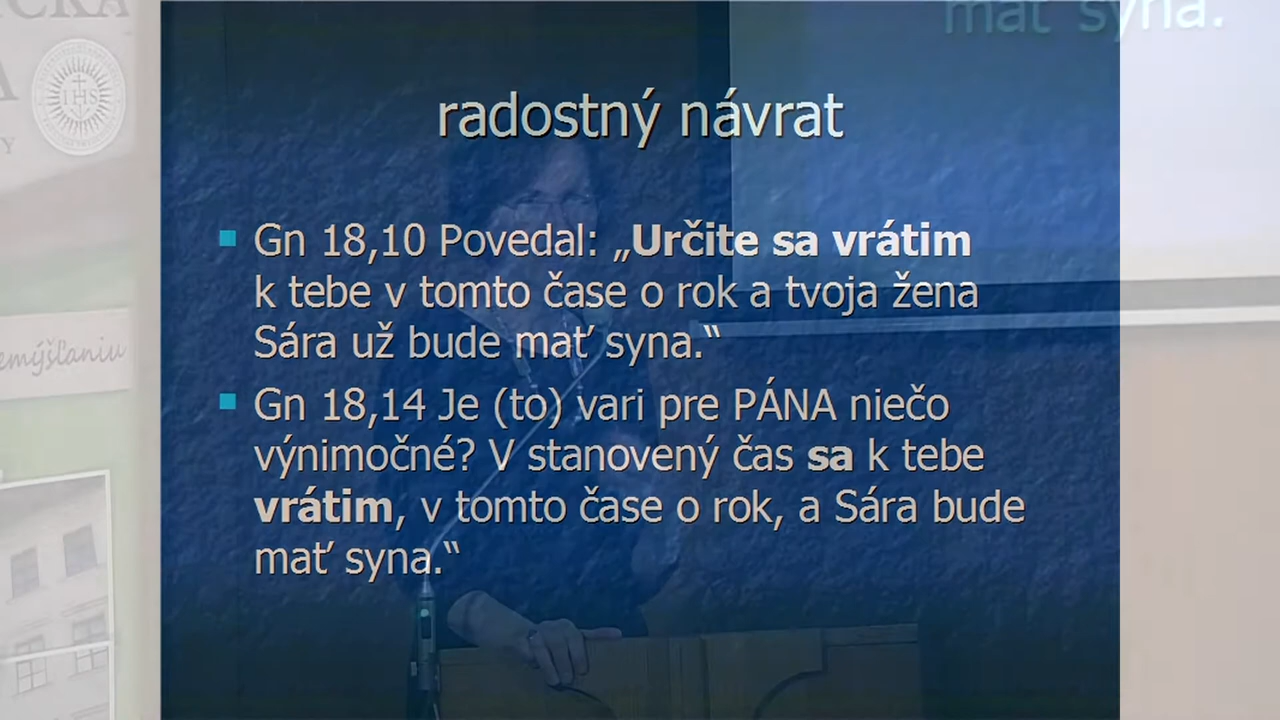 mať syna.
radostný návrat
IHS
Gn 18,10 Povedal: „Určite sa vrátim
k tebe v tomto čase o rok a tvoja žena
Sára už bude mať syna.“
Gn 18,14 Je (to) vari pre PÁNA niečo
výnimočné? V stanovený čas sa k tebe
vrátim, v tomto čase o rok, a Sára bude
mať syna.“